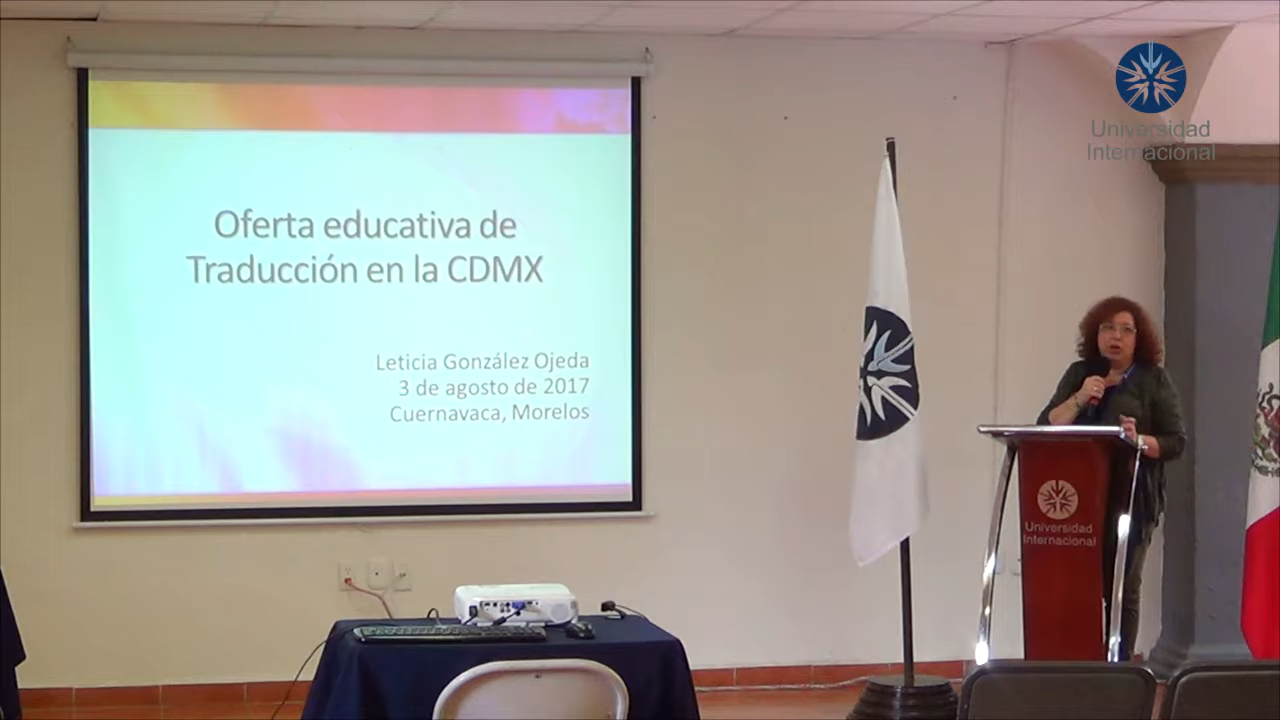 Oferta educativa de
Traducción en la CDMX
Leticia González Ojeda
3 de agosto de 2017
Cuernavaca, Morelos
Universidad
Internacional
Universidad
Internacional